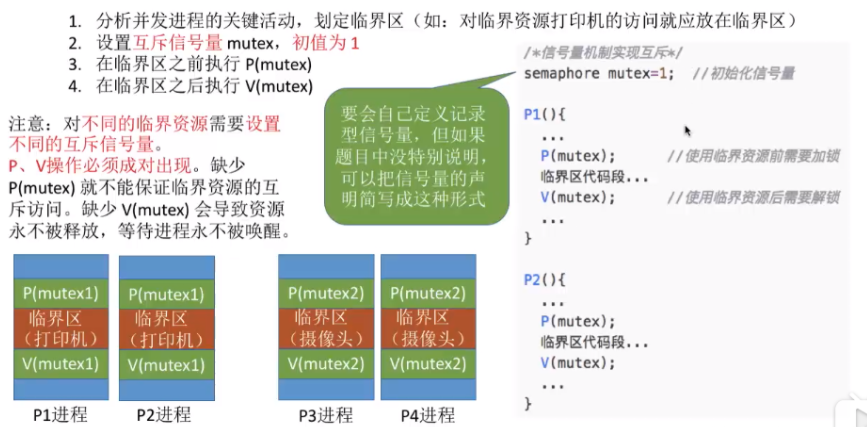 1. 分析并发进程的关键活动，划定临界区（如：对临界资源打印机的访问就应放在临界区）
2. 设置互斥信号量 mutex，初值为 1
3. 在临界区之前执行 P(mutex)
4. 在临界区之后执行 V(mutex)
注意：对不同的临界资源需要设置
不同的互斥信号量。
P、V操作必须成对出现。缺少
P(mutex) 就不能保证临界资源的互
斥访问。缺少 V(mutex) 会导致资源
永不被释放，等待进程永不被唤醒。
要会自己定义记录
型信号量，但如果
题目中没特别说明，
可以把信号量的声
明简写成这种形式
/*信号量机制实现互斥*/
semaphore mutex=1; //初始化信号量
P1(){
...
P(mutex); //使用临界资源前需要加锁
临界区代码段...
V(mutex); //使用临界资源后需要解锁
...
}
P2(){
...
P(mutex);
临界区代码段...
V(mutex);
...
}
P(mutex1)
临界区
（打印机）
V(mutex1)
P1进程
P(mutex1)
临界区
（打印机）
V(mutex1)
P2进程
P(mutex2)
临界区
（摄像头）
V(mutex2)
P3进程
P(mutex2)
临界区
（摄像头）
V(mutex2)
P4进程